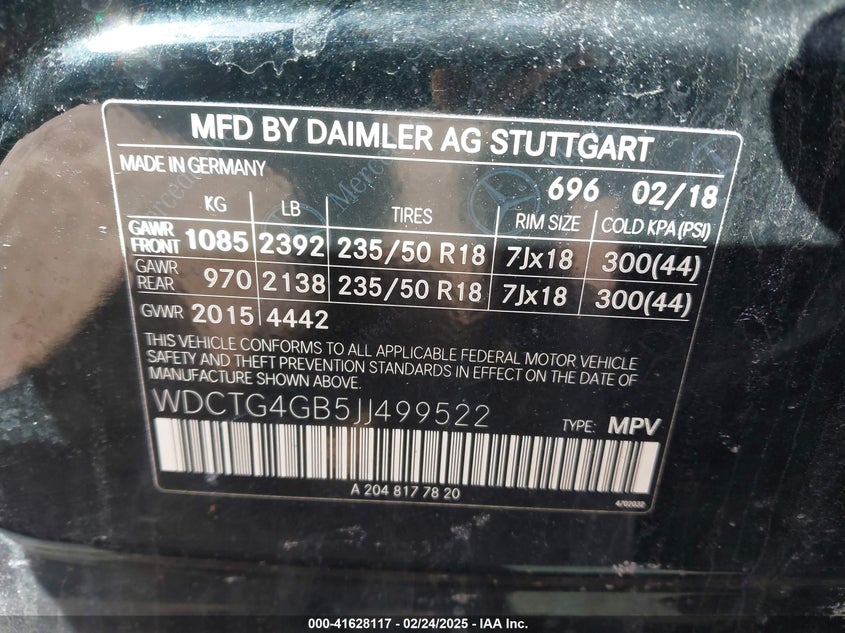 MFD BY DAIMLER AG STUTTGART
MADE IN GERMANY 696 02/18
KG LB TIRES RIM SIZE COLD KPA (PSI)
GAWR FRONT 1085 2392 235/50 R18 7Jx18 300(44)
GAWR REAR 970 2138 235/50 R18 7Jx18 300(44)
GVWR 2015 4442
THIS VEHICLE CONFORMS TO ALL APPLICABLE FEDERAL MOTOR VEHICLE
SAFETY AND THEFT PREVENTION STANDARDS IN EFFECT ON THE DATE OF
MANUFACTURE SHOWN ABOVE.
WDCTG4GB5JJ499522 TYPE: MPV
A 204 817 78 20
4702032
000-41628117 - 02/24/2025 - IAA Inc.